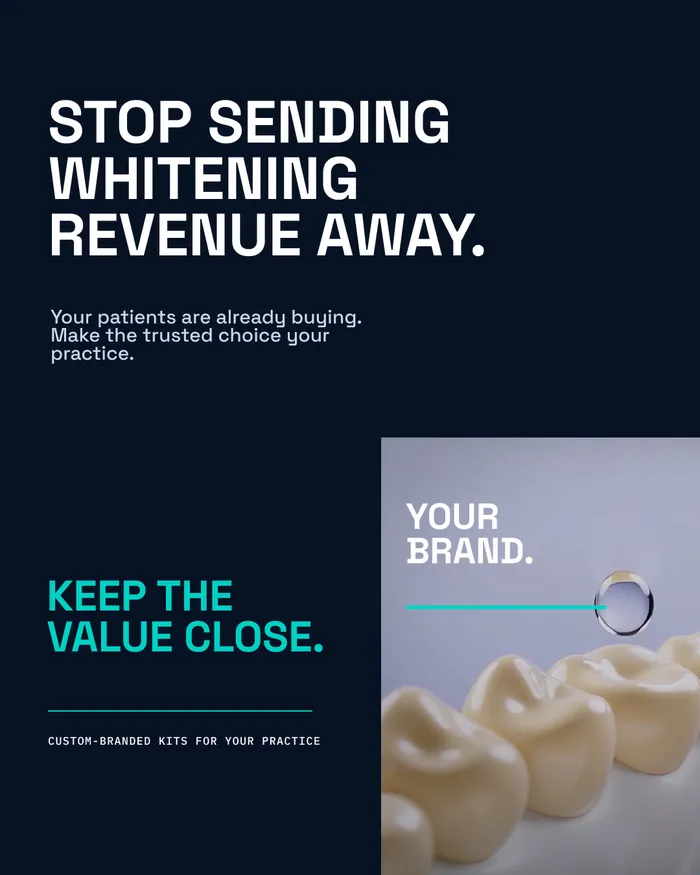 STOP SENDING
WHITENING
REVENUE AWAY.
Your patients are already buying.
Make the trusted choice your
practice.
YOUR
BRAND.
KEEP THE
VALUE CLOSE.
CUSTOM-BRANDED KITS FOR YOUR PRACTICE